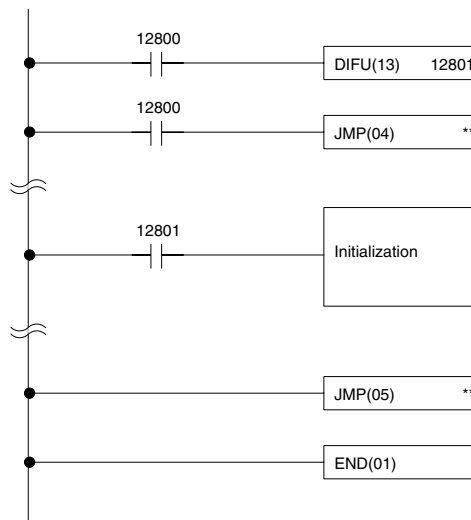 12800
DIFU(13) 12801
12800
JMP(04) **
12801
Initialization
JMP(05) **
END(01)